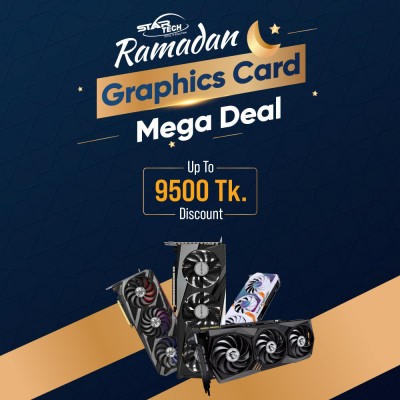 STAR TECH
Ramadan
Graphics Card
Mega Deal
Up To
9500 Tk.
Discount